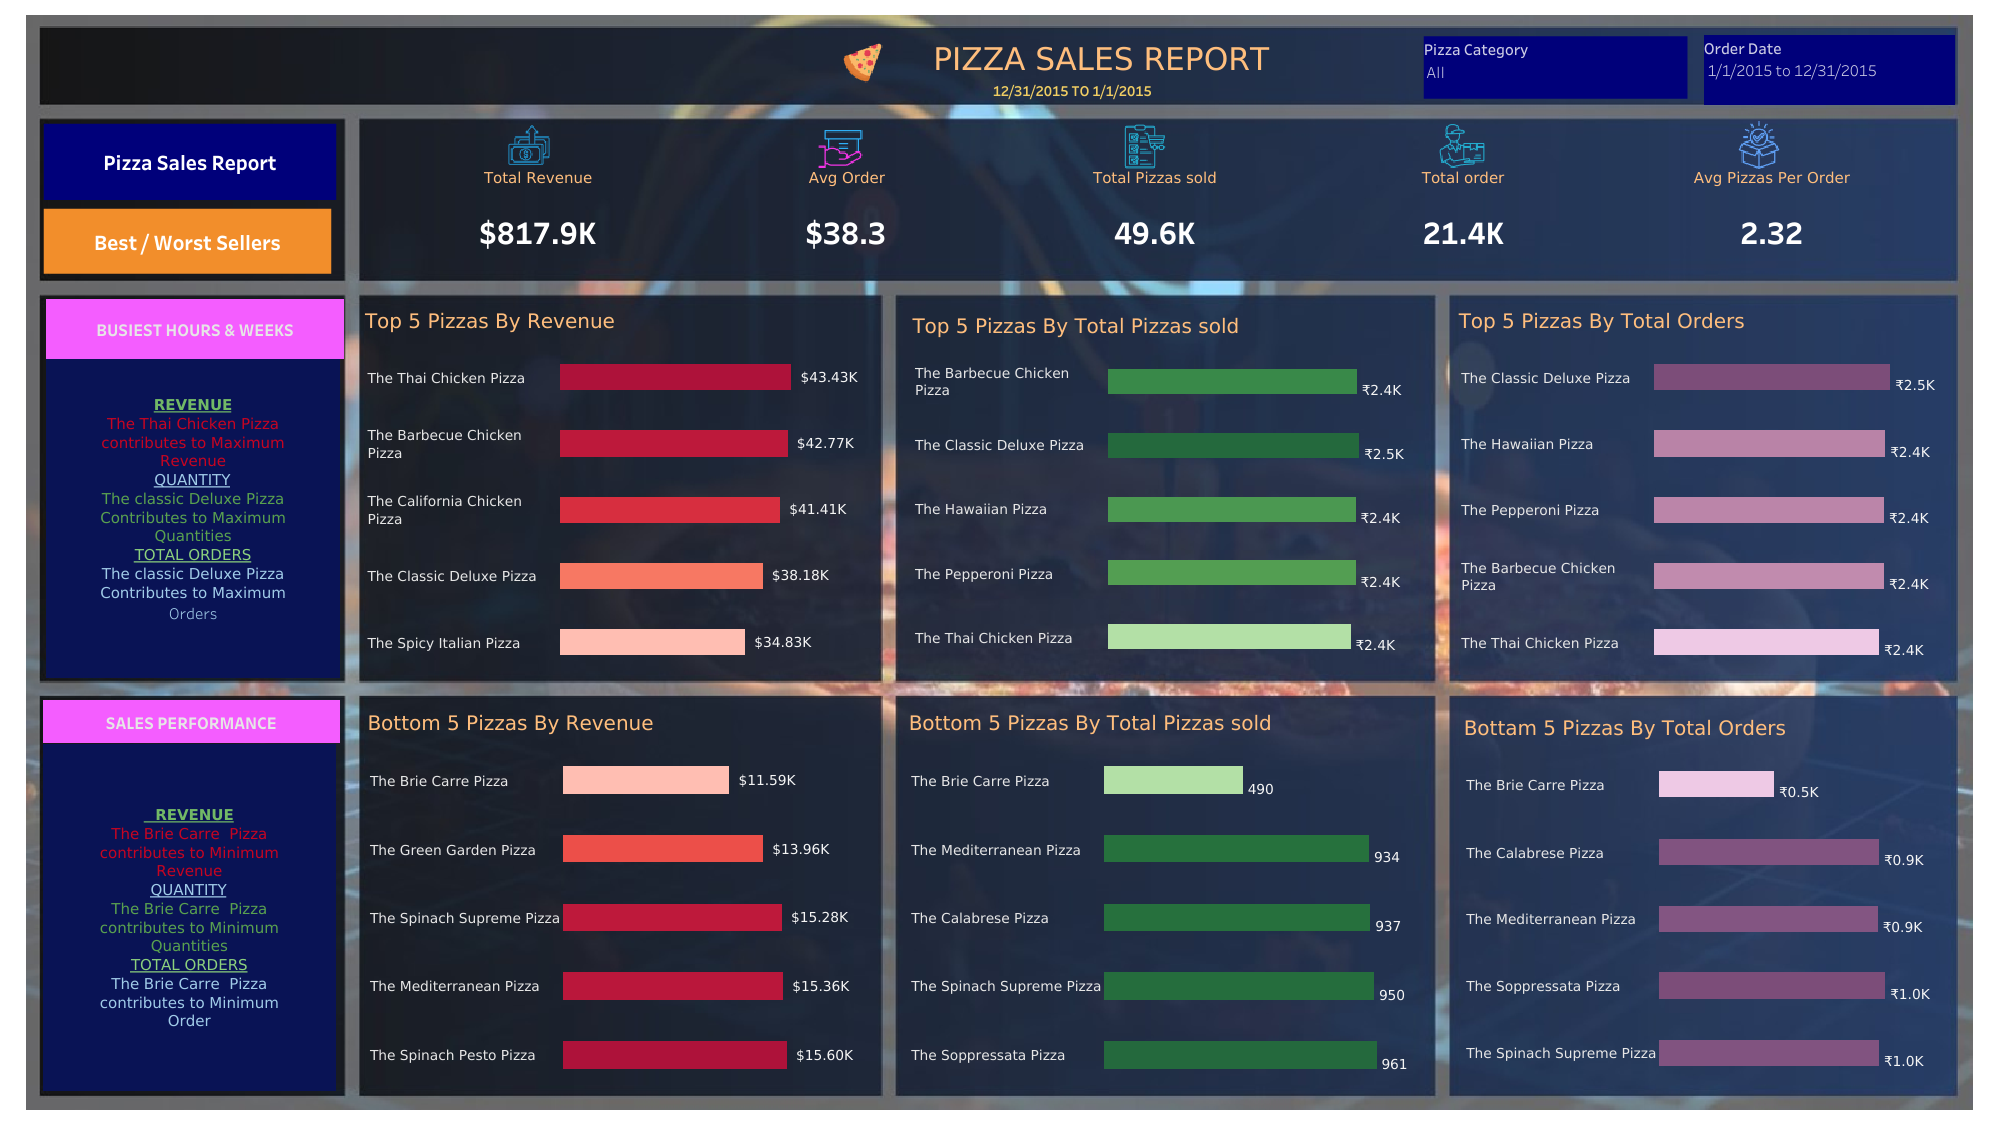 PIZZA SALES REPORT
12/31/2015 TO 1/1/2015
Pizza Category
All
Order Date
1/1/2015 to 12/31/2015
Pizza Sales Report
Best / Worst Sellers
Total Revenue
$817.9K
Avg Order
$38.3
Total Pizzas sold
49.6K
Total order
21.4K
Avg Pizzas Per Order
2.32
BUSIEST HOURS & WEEKS
REVENUE
The Thai Chicken Pizza
contributes to Maximum
Revenue
QUANTITY
The classic Deluxe Pizza
Contributes to Maximum
Quantities
TOTAL ORDERS
The classic Deluxe Pizza
Contributes to Maximum
Orders
Top 5 Pizzas By Revenue
The Thai Chicken Pizza $43.43K
The Barbecue Chicken
Pizza $42.77K
The California Chicken
Pizza $41.41K
The Classic Deluxe Pizza $38.18K
The Spicy Italian Pizza $34.83K
Top 5 Pizzas By Total Pizzas sold
The Barbecue Chicken
Pizza ₹2.4K
The Classic Deluxe Pizza ₹2.5K
The Hawaiian Pizza ₹2.4K
The Pepperoni Pizza ₹2.4K
The Thai Chicken Pizza ₹2.4K
Top 5 Pizzas By Total Orders
The Classic Deluxe Pizza ₹2.5K
The Hawaiian Pizza ₹2.4K
The Pepperoni Pizza ₹2.4K
The Barbecue Chicken
Pizza ₹2.4K
The Thai Chicken Pizza ₹2.4K
SALES PERFORMANCE
REVENUE
The Brie Carre  Pizza
contributes to Minimum
Revenue
QUANTITY
The Brie Carre  Pizza
contributes to Minimum
Quantities
TOTAL ORDERS
The Brie Carre  Pizza
contributes to Minimum
Order
Bottom 5 Pizzas By Revenue
The Brie Carre Pizza $11.59K
The Green Garden Pizza $13.96K
The Spinach Supreme Pizza $15.28K
The Mediterranean Pizza $15.36K
The Spinach Pesto Pizza $15.60K
Bottom 5 Pizzas By Total Pizzas sold
The Brie Carre Pizza 490
The Mediterranean Pizza 934
The Calabrese Pizza 937
The Spinach Supreme Pizza 950
The Soppressata Pizza 961
Bottam 5 Pizzas By Total Orders
The Brie Carre Pizza ₹0.5K
The Calabrese Pizza ₹0.9K
The Mediterranean Pizza ₹0.9K
The Soppressata Pizza ₹1.0K
The Spinach Supreme Pizza ₹1.0K